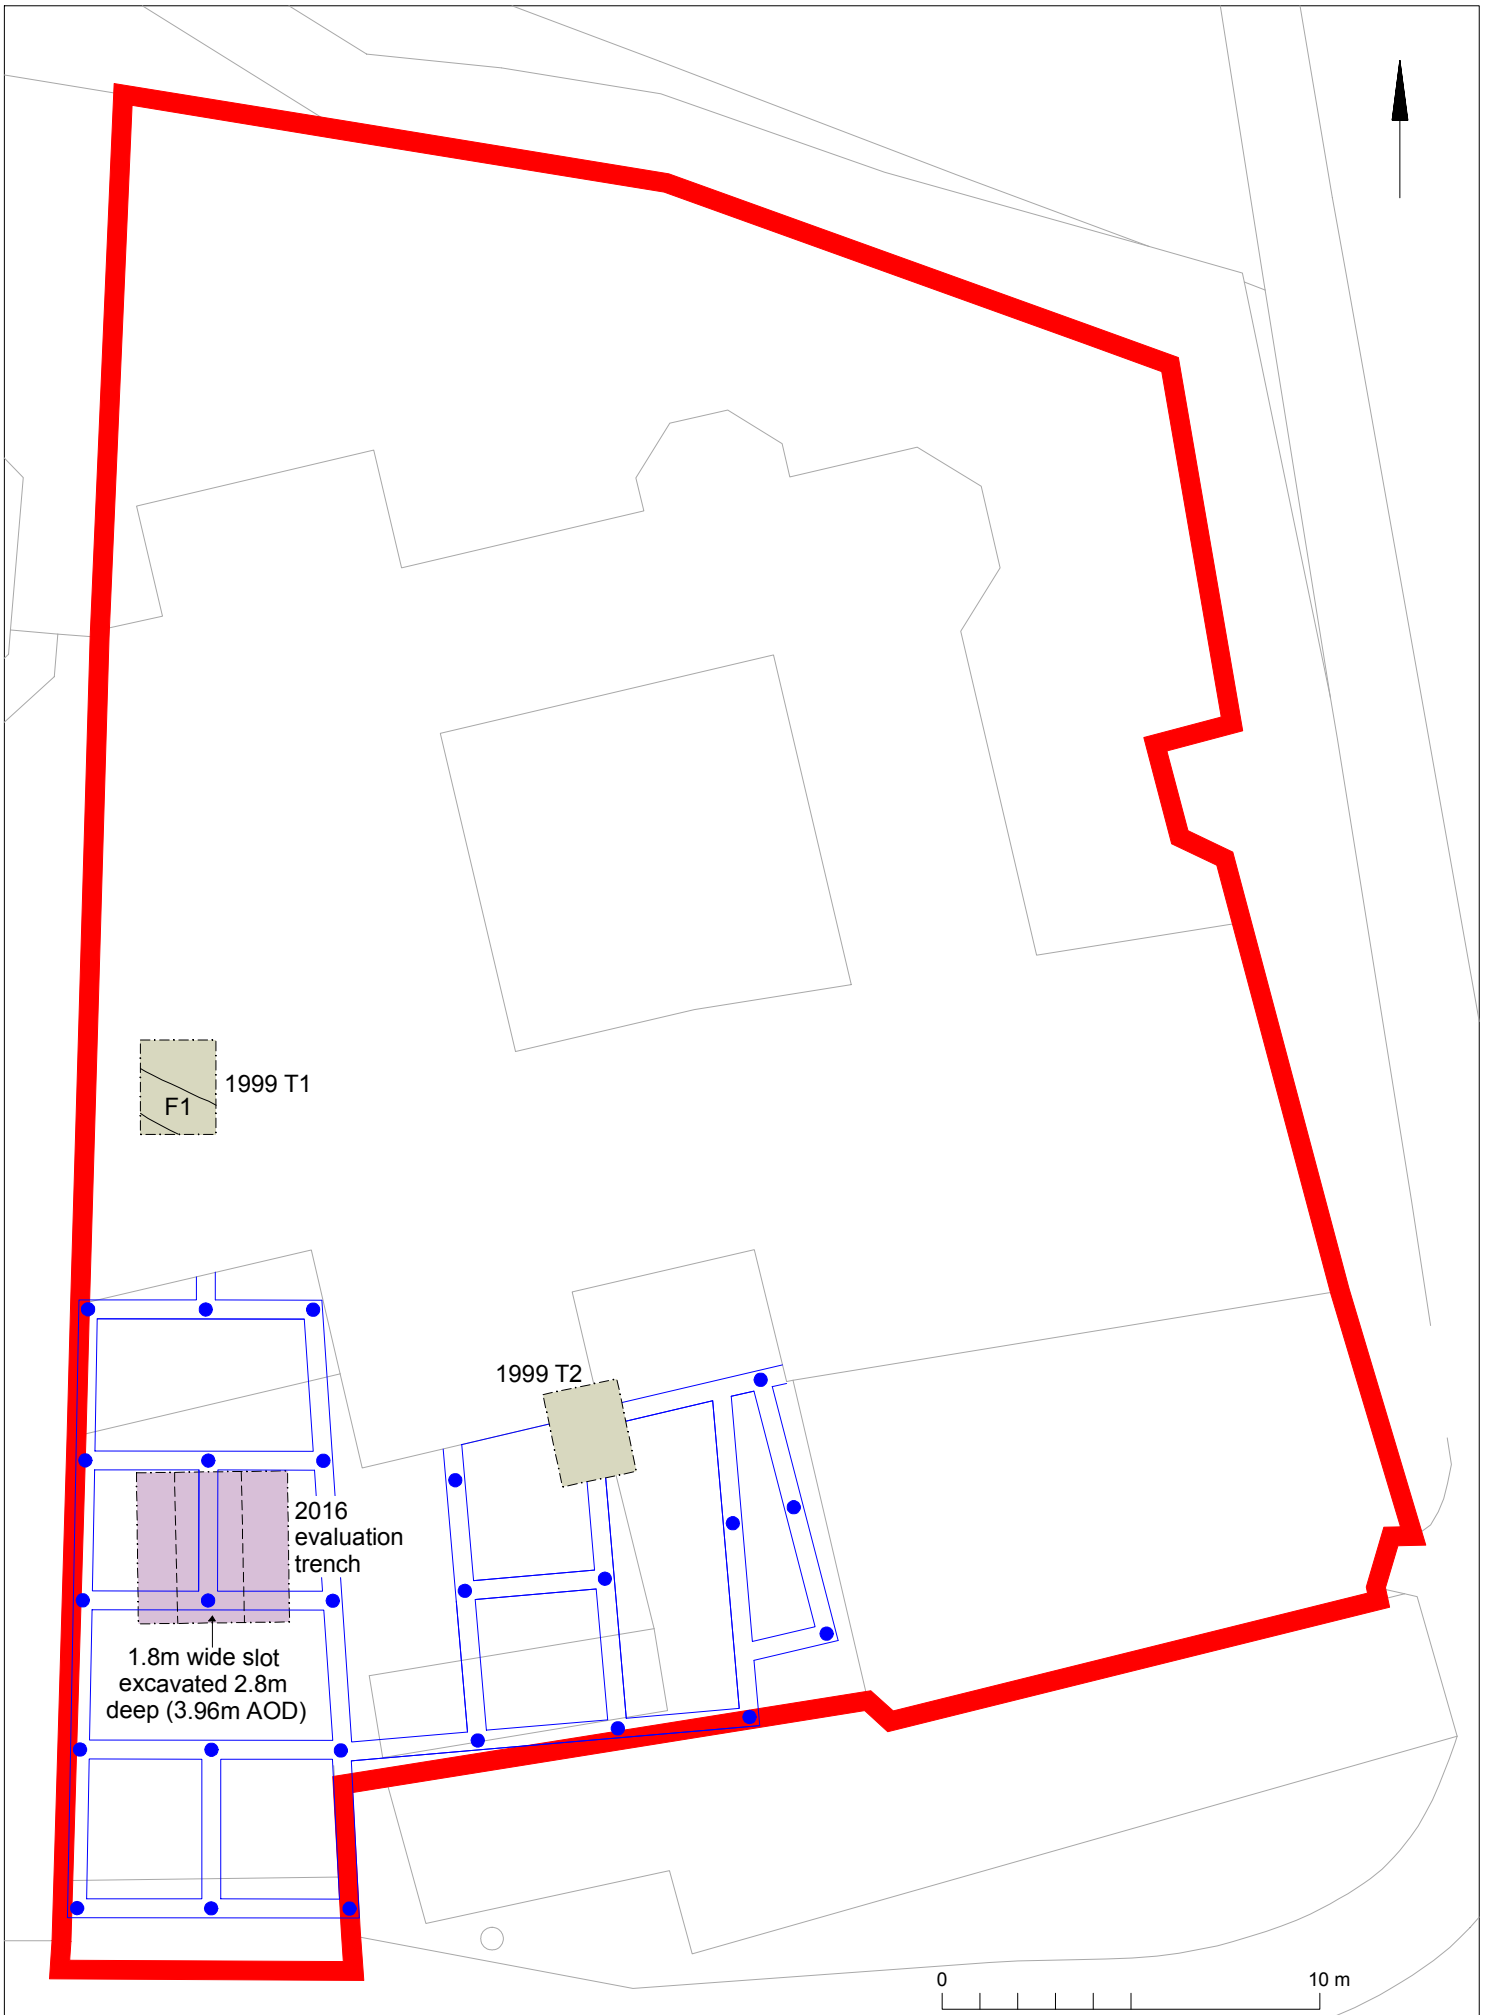 1999 T1
F1
1999 T2
2016
evaluation
trench
1.8m wide slot
excavated 2.8m
deep (3.96m AOD)
0
10 m